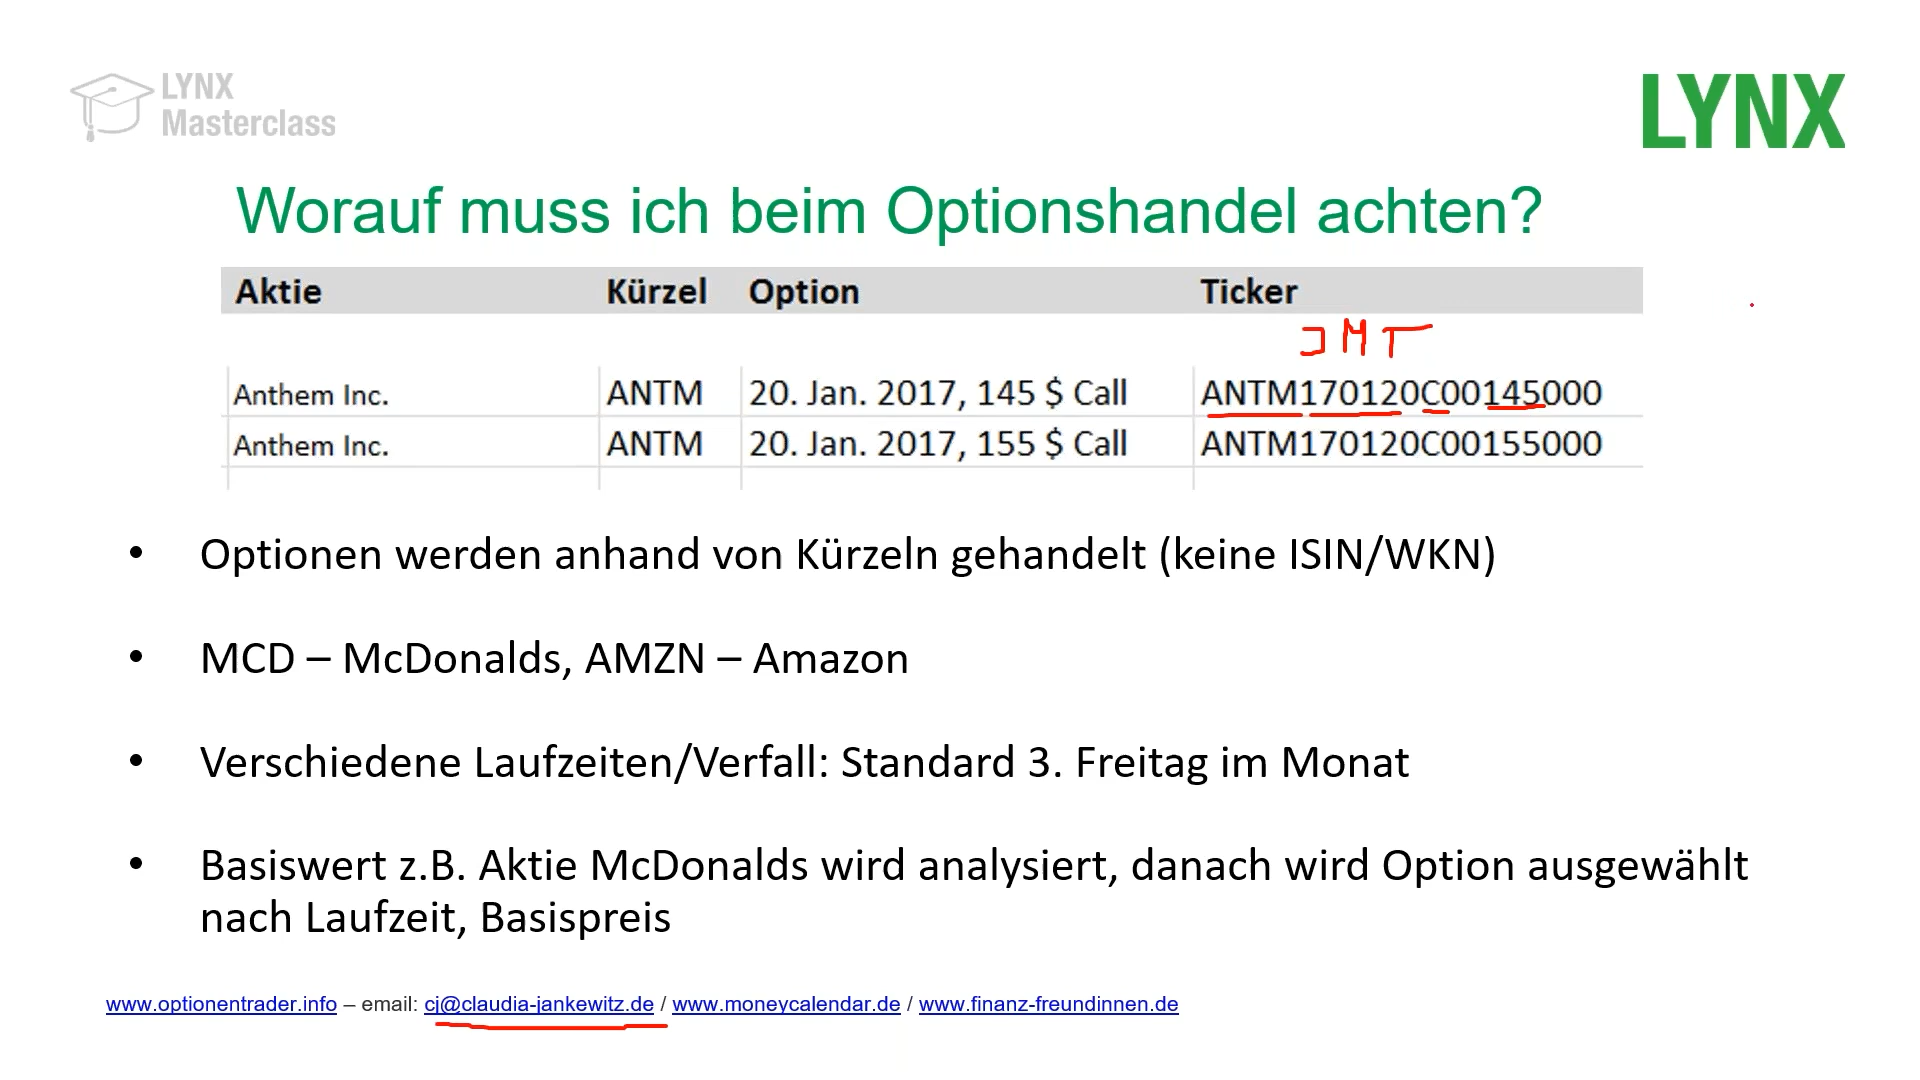 LYNX
Masterclass
LYNX
Worauf muss ich beim Optionshandel achten?
Aktie Kürzel Option Ticker
J M T
Anthem Inc. ANTM 20. Jan. 2017, 145 $ Call ANTM170120C00145000
Anthem Inc. ANTM 20. Jan. 2017, 155 $ Call ANTM170120C00155000
• Optionen werden anhand von Kürzeln gehandelt (keine ISIN/WKN)
• MCD – McDonalds, AMZN – Amazon
• Verschiedene Laufzeiten/Verfall: Standard 3. Freitag im Monat
• Basiswert z.B. Aktie McDonalds wird analysiert, danach wird Option ausgewählt
nach Laufzeit, Basispreis
www.optionentrader.info – email: cj@claudia-jankewitz.de / www.moneycalendar.de / www.finanz-freundinnen.de